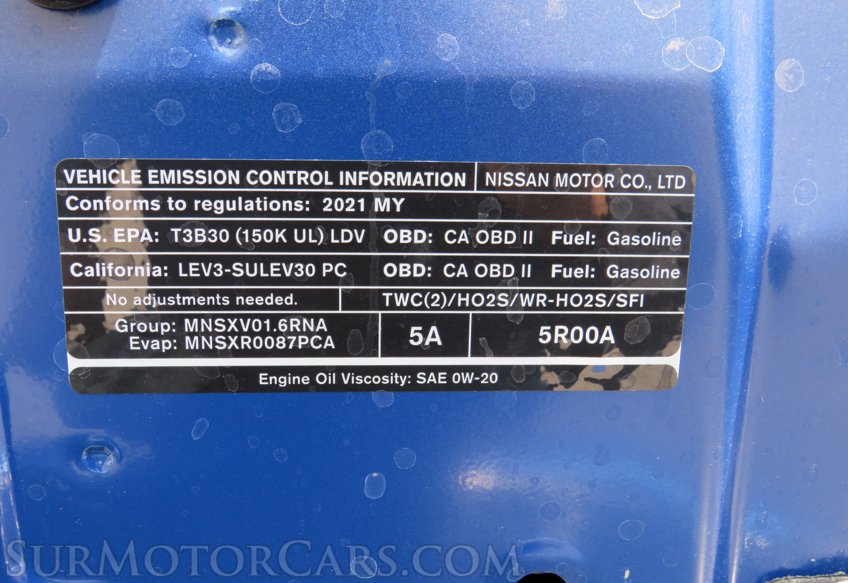 VEHICLE EMISSION CONTROL INFORMATION NISSAN MOTOR CO., LTD
Conforms to regulations: 2021 MY
U.S. EPA: T3B30 (150K UL) LDV OBD: CA OBD II Fuel: Gasoline
California: LEV3-SULEV30 PC OBD: CA OBD II Fuel: Gasoline
No adjustments needed. TWC(2)/HO2S/WR-HO2S/SFI
Group: MNSXV01.6RNA
Evap: MNSXR0087PCA
5A 5R00A
Engine Oil Viscosity: SAE 0W-20
SURMOTORCARS.COM